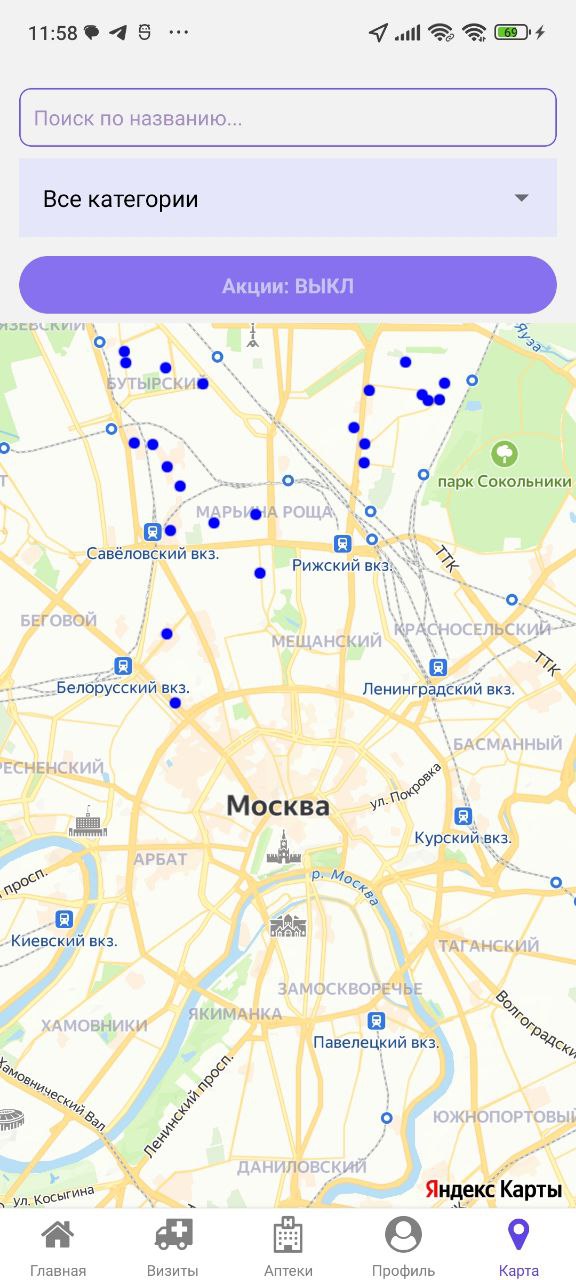 11:58
69
Поиск по названию...
Все категории
Акции: ВЫКЛ
Яуза
БУТЫРСКИЙ
парк Сокольники
МАРЬИНА РОЩА
Савёловский вкз.
Рижский вкз.
ТТК
БЕГОВОЙ
МЕЩАНСКИЙ
КРАСНОСЕЛЬСКИЙ
ТТК
Белорусский вкз.
Ленинградский вкз.
БАСМАННЫЙ
РЕСНЕНСКИЙ
ул. Покровка
Москва
Курский вкз.
АРБАТ
просп.
р. Москва
Киевский вкз.
ТАГАНСКИЙ
ЗАМОСКВОРЕЧЬЕ
ЯКИМАНКА
ХАМОВНИКИ
Волгоградски
Павелецкий вкз.
Хамовнический Вал
Ленинский просп.
ЮЖНОПОРТОВЫЙ
ДАНИЛОВСКИЙ
ул. Косыгина
Яндекс Карты
Главная
Визиты
Аптеки
Профиль
Карта